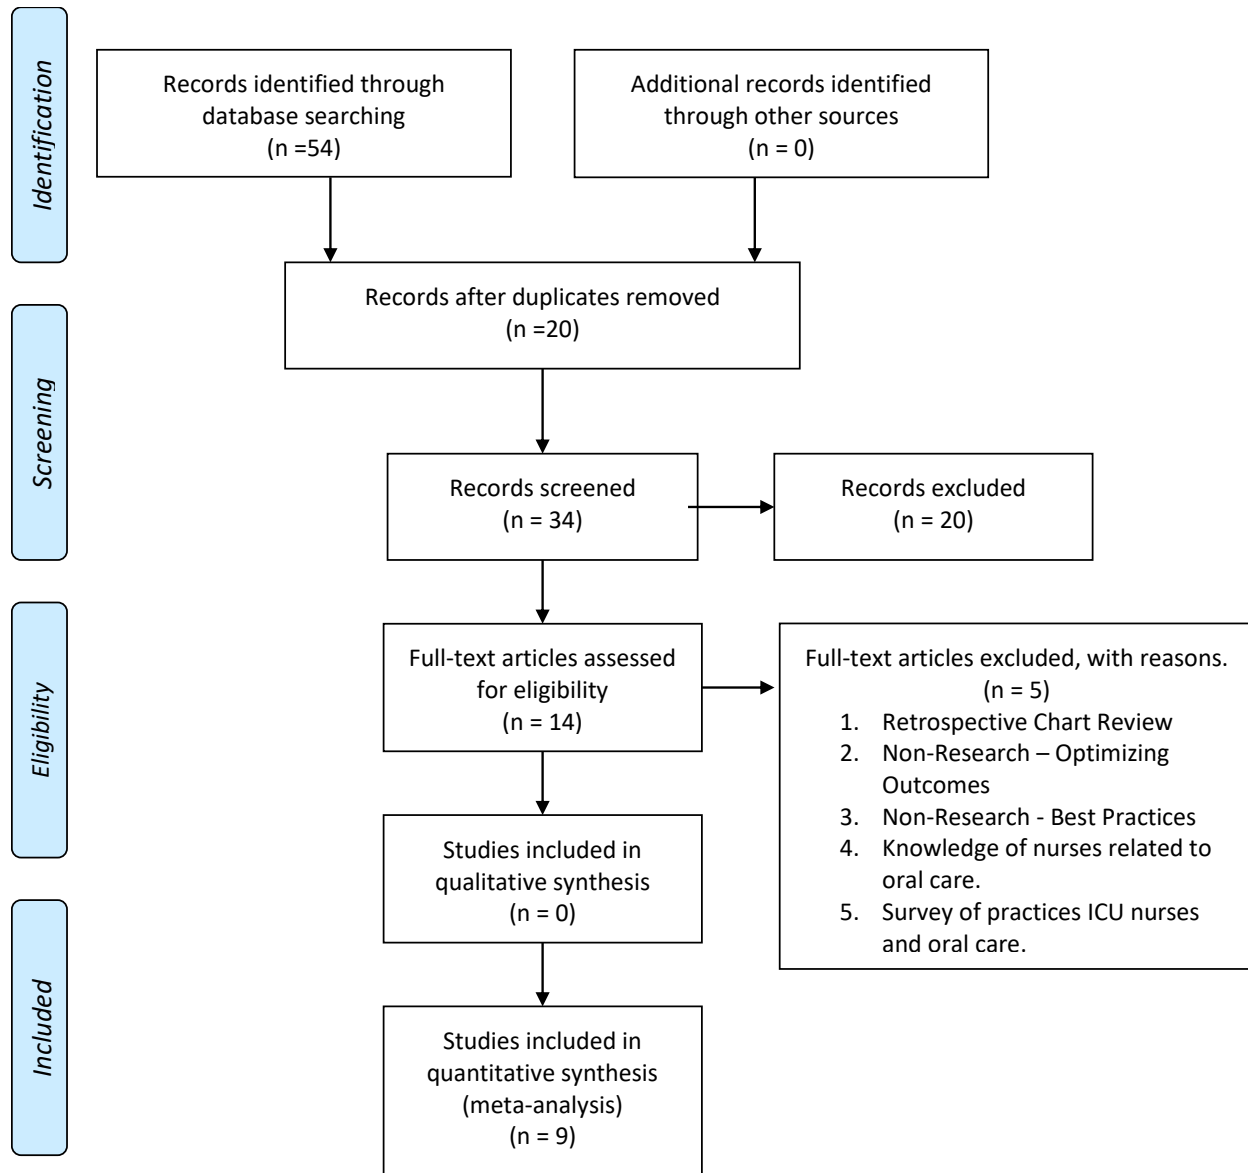 Identification
Records identified through
database searching
(n =54)
Additional records identified
through other sources
(n = 0)
Records after duplicates removed
(n =20)
Screening
Records screened
(n = 34)
Records excluded
(n = 20)
Eligibility
Full-text articles assessed
for eligibility
(n = 14)
Full-text articles excluded, with reasons.
(n = 5)
1. Retrospective Chart Review
2. Non-Research – Optimizing
Outcomes
3. Non-Research - Best Practices
4. Knowledge of nurses related to
oral care.
5. Survey of practices ICU nurses
and oral care.
Studies included in
qualitative synthesis
(n = 0)
Included
Studies included in
quantitative synthesis
(meta-analysis)
(n = 9)